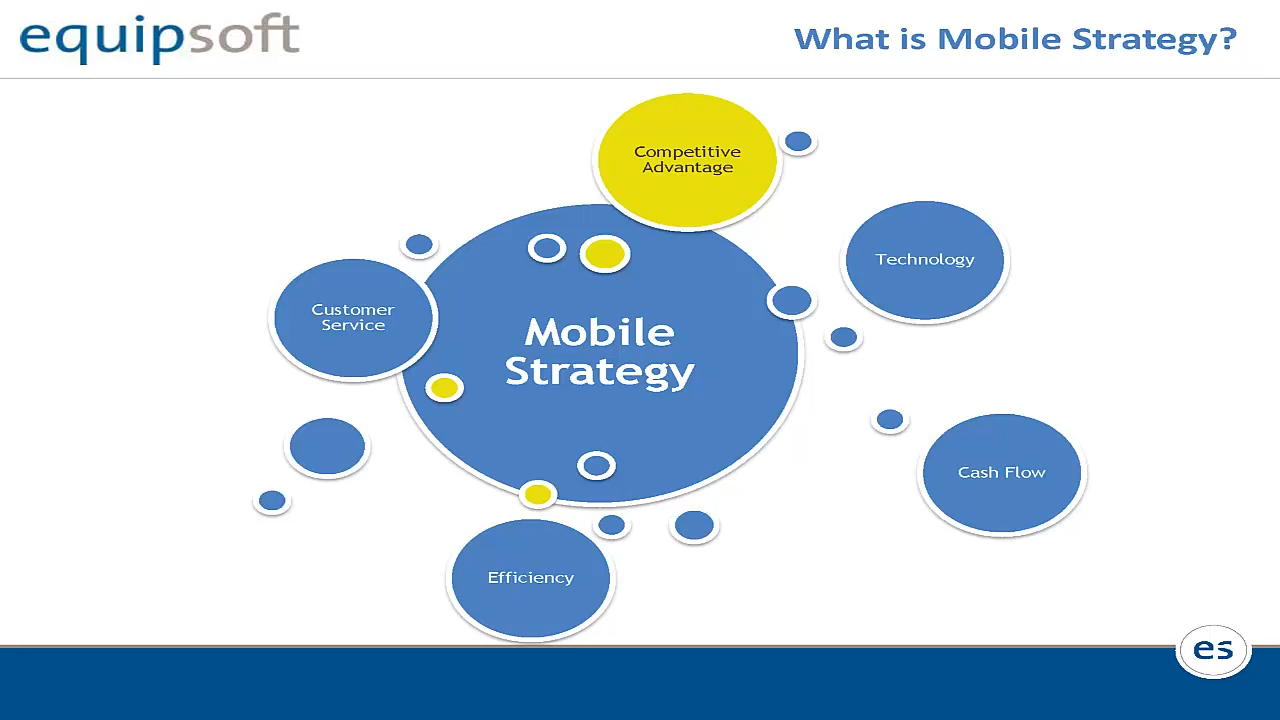 equipsoft
What is Mobile Strategy?
Competitive
Advantage
Technology
Customer
Service
Mobile
Strategy
Cash Flow
Efficiency
es